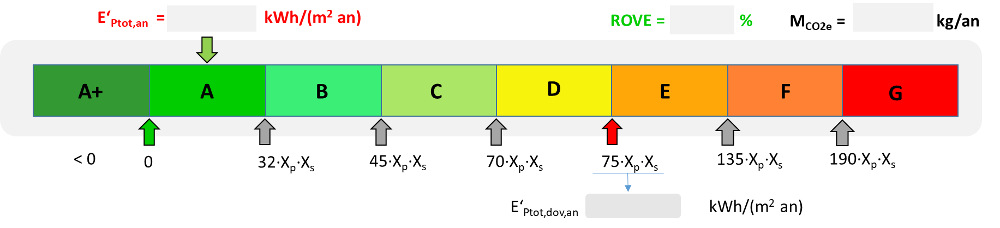 E‘Ptot,an = kWh/(m² an) ROVE = % MCO2e = kg/an
A+ A B C D E F G
< 0 0 32·Xp·Xs 45·Xp·Xs 70·Xp·Xs 75·Xp·Xs 135·Xp·Xs 190·Xp·Xs
E‘Ptot,dov,an kWh/(m² an)